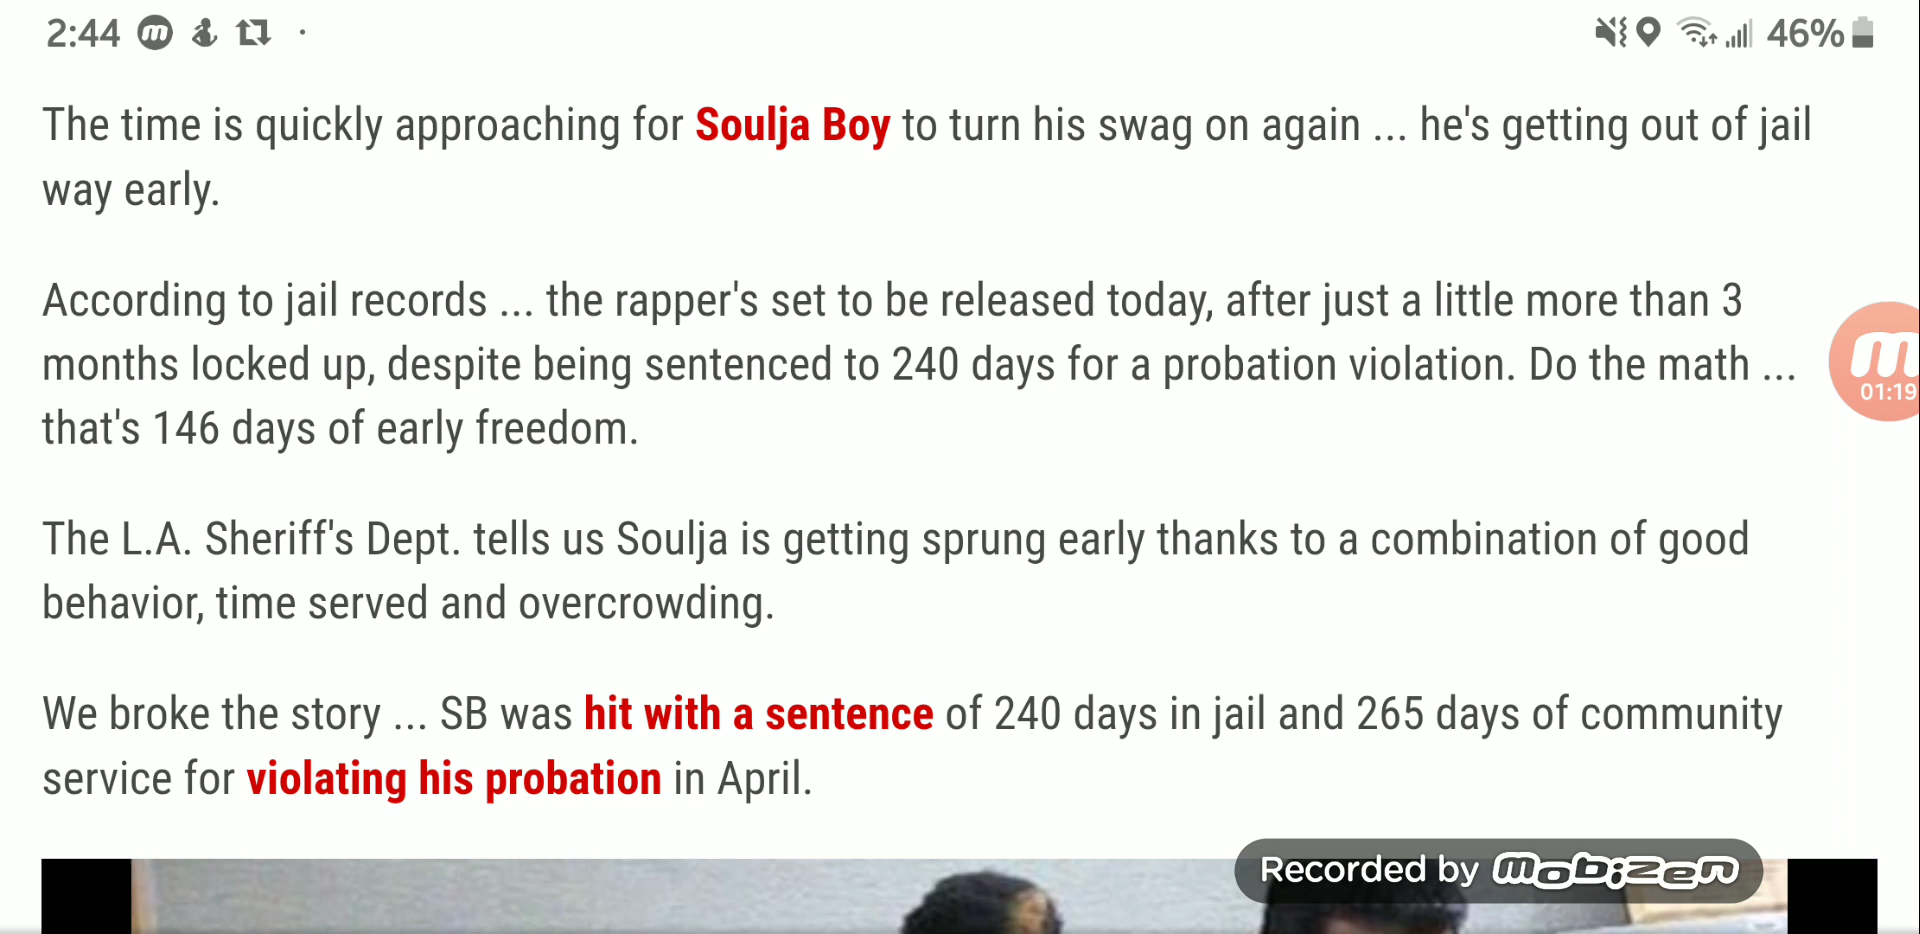 2:44 46%
The time is quickly approaching for Soulja Boy to turn his swag on again ... he's getting out of jail
way early.
According to jail records ... the rapper's set to be released today, after just a little more than 3
months locked up, despite being sentenced to 240 days for a probation violation. Do the math ...
that's 146 days of early freedom.
01:19
The L.A. Sheriff's Dept. tells us Soulja is getting sprung early thanks to a combination of good
behavior, time served and overcrowding.
We broke the story ... SB was hit with a sentence of 240 days in jail and 265 days of community
service for violating his probation in April.
Recorded by mobizen